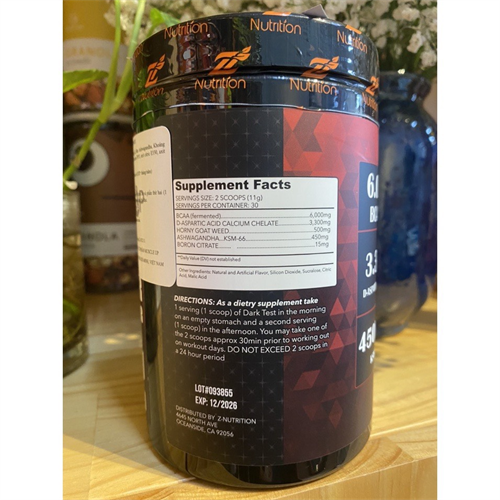 Nutrition
Nutrition
Nutrition
Nutrition
Supplement Facts
SERVINGS SIZE: 2 SCOOPS (11g)
SERVINGS PER CONTAINER: 30
BCAA (fermented) 6,000mg
D-ASPARTIC ACID CALCIUM CHELATE 3,300mg
HORNY GOAT WEED 500mg
ASHWAGANDHA...KSM-66 450mg
BORON CITRATE 15mg
**Daily Value (DV) not established
Other Ingredients: Natural and Artificial Flavor, Silicon Dioxide, Sucralose, Citric
Acid, Malic Acid
DIRECTIONS: As a dietry supplement take
1 serving (1 scoop) of Dark Test in the morning
on an empty stomach and a second serving
(1 scoop) in the afternoon. You may take one of
the 2 scoops approx 30min prior to working out
on workout days. DO NOT EXCEED 2 scoops in
a 24 hour period
LOT#093855
EXP: 12/2026
DISTRIBUTED BY Z-NUTRITION
4645 NORTH AVE
OCEANSIDE, CA 92056
450